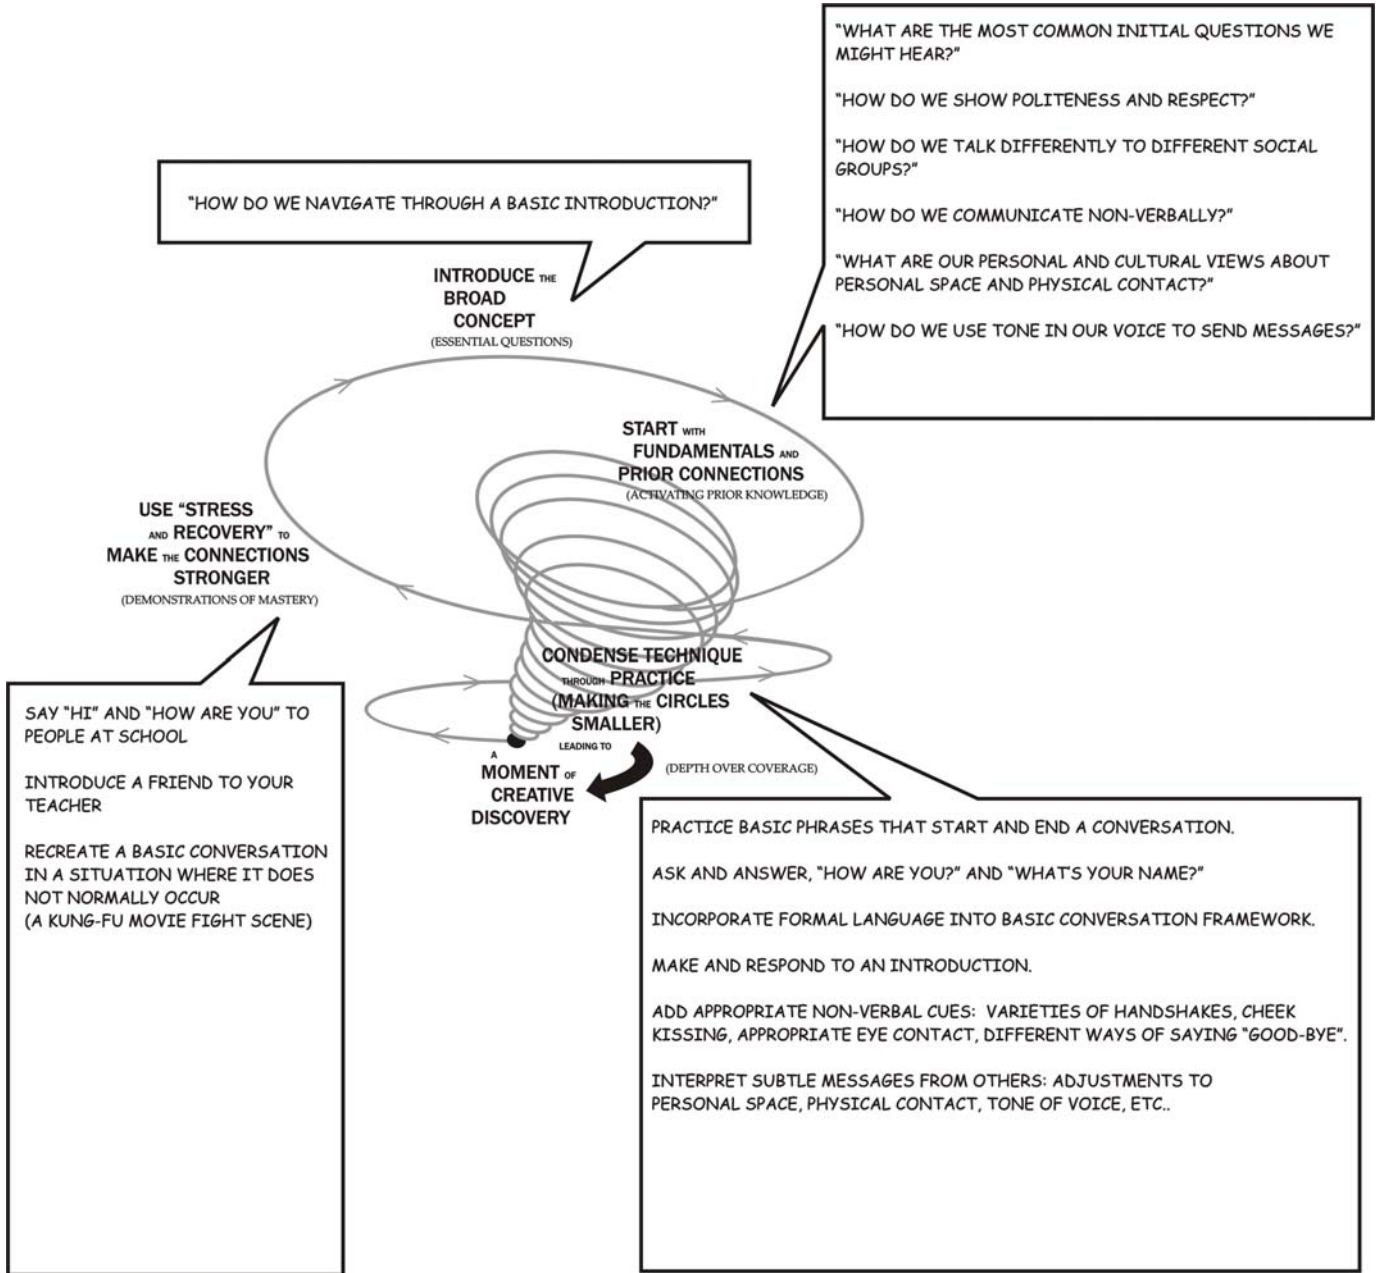 "HOW DO WE NAVIGATE THROUGH A BASIC INTRODUCTION?"
"WHAT ARE THE MOST COMMON INITIAL QUESTIONS WE
MIGHT HEAR?"
"HOW DO WE SHOW POLITENESS AND RESPECT?"
"HOW DO WE TALK DIFFERENTLY TO DIFFERENT SOCIAL
GROUPS?"
"HOW DO WE COMMUNICATE NON-VERBALLY?"
"WHAT ARE OUR PERSONAL AND CULTURAL VIEWS ABOUT
PERSONAL SPACE AND PHYSICAL CONTACT?"
"HOW DO WE USE TONE IN OUR VOICE TO SEND MESSAGES?"
INTRODUCE THE
BROAD
CONCEPT
(ESSENTIAL QUESTIONS)
START WITH
FUNDAMENTALS AND
PRIOR CONNECTIONS
(ACTIVATING PRIOR KNOWLEDGE)
USE "STRESS
AND RECOVERY" TO
MAKE THE CONNECTIONS
STRONGER
(DEMONSTRATIONS OF MASTERY)
CONDENSE TECHNIQUE
THROUGH PRACTICE
(MAKING THE CIRCLES
SMALLER)
LEADING TO
(DEPTH OVER COVERAGE)
A
MOMENT OF
CREATIVE
DISCOVERY
SAY "HI" AND "HOW ARE YOU" TO
PEOPLE AT SCHOOL
INTRODUCE A FRIEND TO YOUR
TEACHER
RECREATE A BASIC CONVERSATION
IN A SITUATION WHERE IT DOES
NOT NORMALLY OCCUR
(A KUNG-FU MOVIE FIGHT SCENE)
PRACTICE BASIC PHRASES THAT START AND END A CONVERSATION.
ASK AND ANSWER, "HOW ARE YOU?" AND "WHAT'S YOUR NAME?"
INCORPORATE FORMAL LANGUAGE INTO BASIC CONVERSATION FRAMEWORK.
MAKE AND RESPOND TO AN INTRODUCTION.
ADD APPROPRIATE NON-VERBAL CUES: VARIETIES OF HANDSHAKES, CHEEK
KISSING, APPROPRIATE EYE CONTACT, DIFFERENT WAYS OF SAYING "GOOD-BYE".
INTERPRET SUBTLE MESSAGES FROM OTHERS: ADJUSTMENTS TO
PERSONAL SPACE, PHYSICAL CONTACT, TONE OF VOICE, ETC..